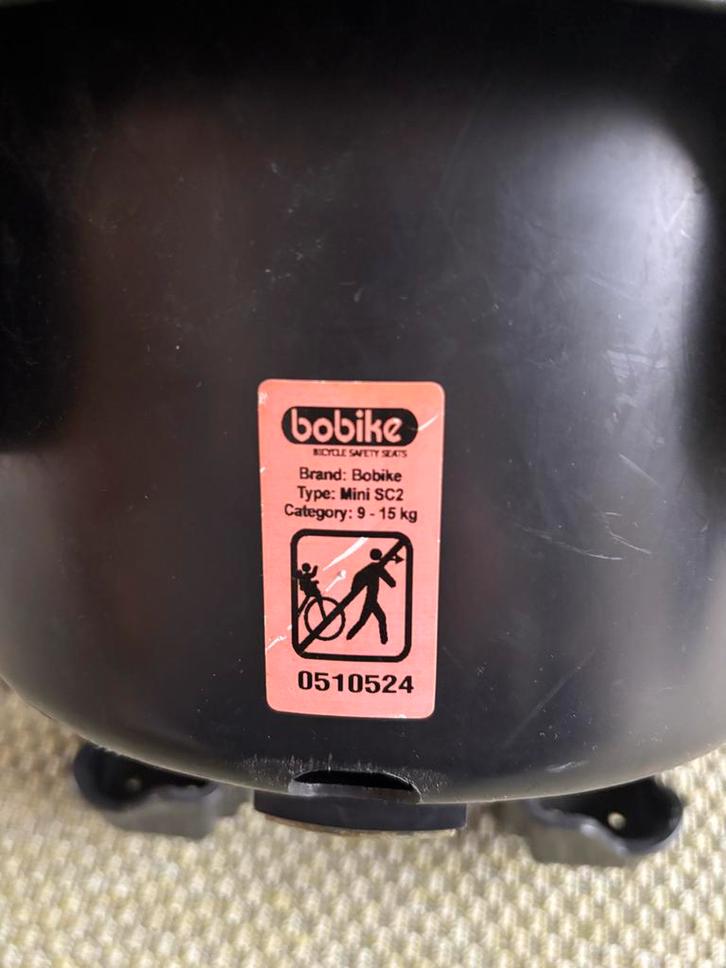 bobike
BICYCLE SAFETY SEATS
Brand: Bobike
Type: Mini SC2
Category: 9 - 15 kg
0510524